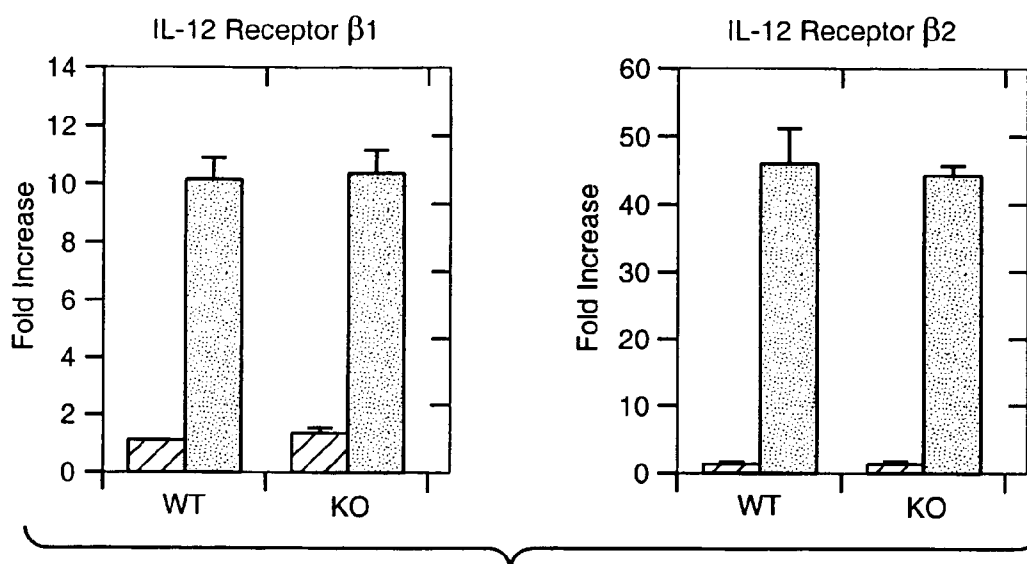 IL-12 Receptor β1
14
12
10
8
6
4
2
0
Fold Increase
WT KO
IL-12 Receptor β2
60
50
40
30
20
10
0
Fold Increase
WT KO